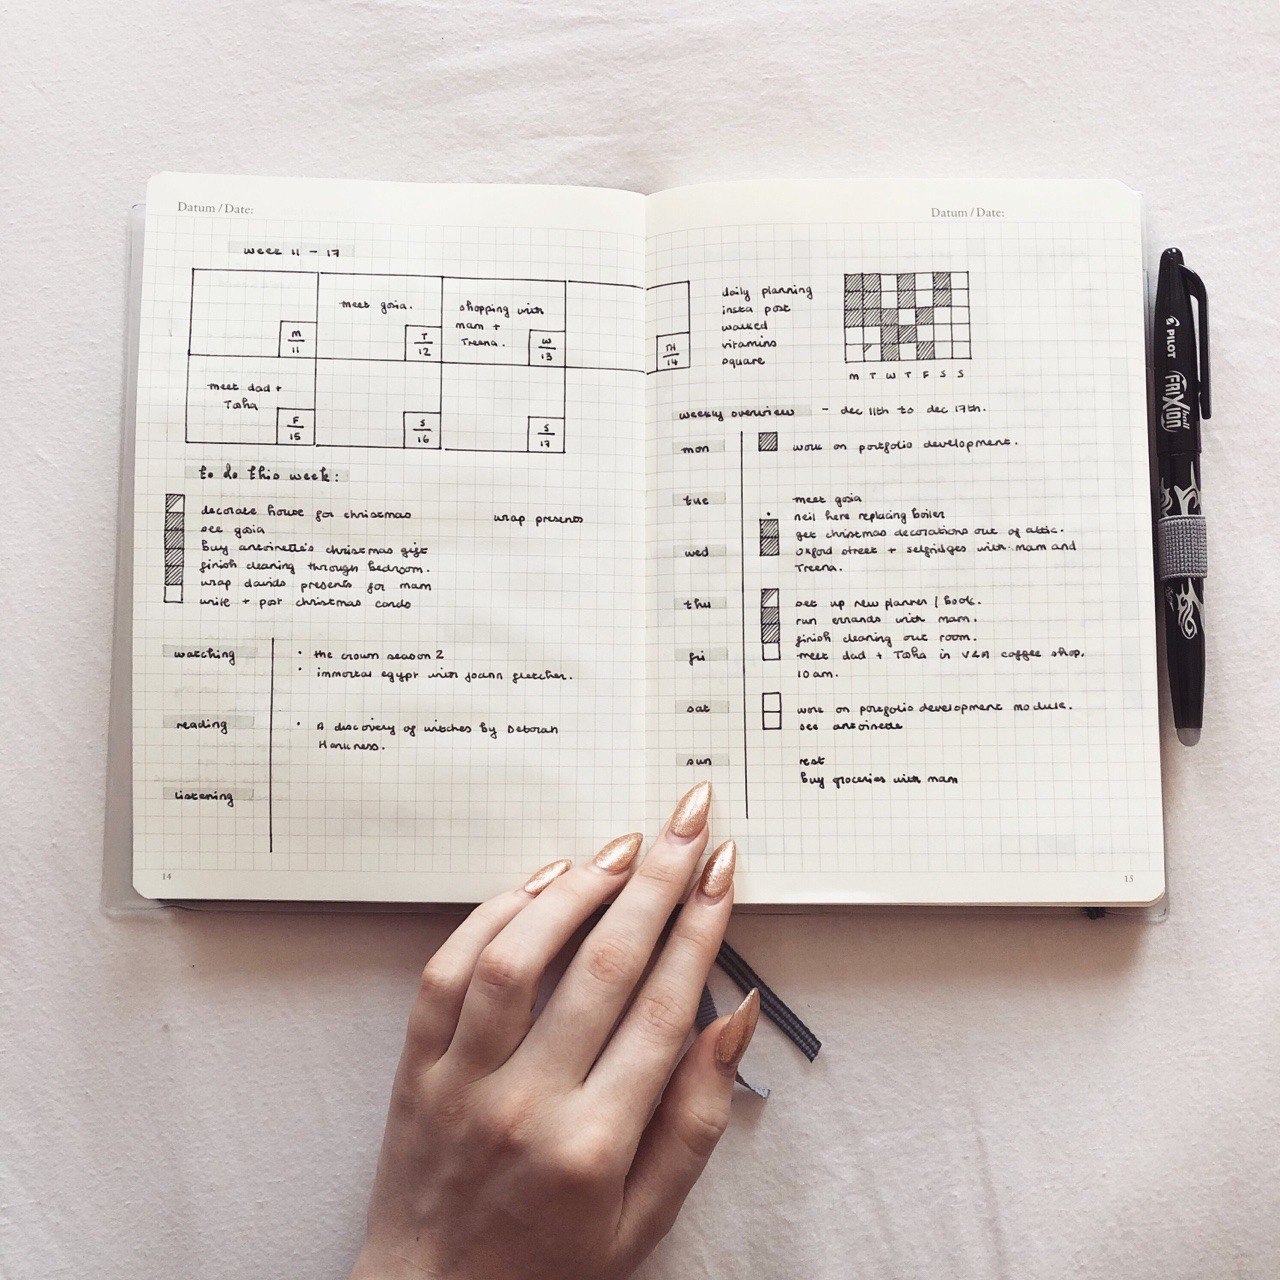 Datum / Date:
week 11 - 17
M
11
meet gosia.
T
12
shopping with
mam +
Treena.
W
13
TH
14
meet dad +
Tosha
F
15
S
16
S
17
to do this week:
decorate house for christmas
see gosia
buy antoinette's christmas gift
finish cleaning through bedroom.
wrap davids presents for mam
write + post christmas cards
wrap presents
watching
• the crown season 2
• immortal egypt with joann fletcher.
reading
• A discovery of witches by Deborah
Harkness.
listening
14
Datum / Date:
daily planning
insta post
walked
vitamins
square
M T W T F S S
weekly overview - dec 11th to dec 17th.
mon
work on portfolio development.
tue
meet gosia
• neil here replacing boiler
get christmas decorations out of attic.
wed
oxford street + selfridges with mam and
Treena.
thu
set up new planner / book.
run errands with mam.
finish cleaning out room.
fri
meet dad + Tosha in V&A coffee shop.
10 am.
sat
work on portfolio development module.
see antoinette
sun
rest
buy groceries with mam
15
PILOT
FRIXION